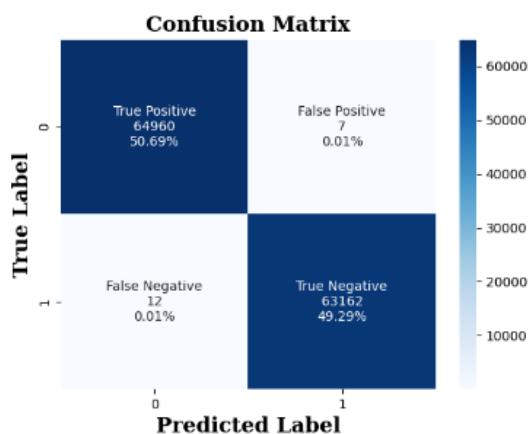 Confusion Matrix
True Label
0
True Positive
64960
50.69%
False Positive
7
0.01%
1
False Negative
12
0.01%
True Negative
63162
49.29%
0
1
Predicted Label
60000
50000
40000
30000
20000
10000